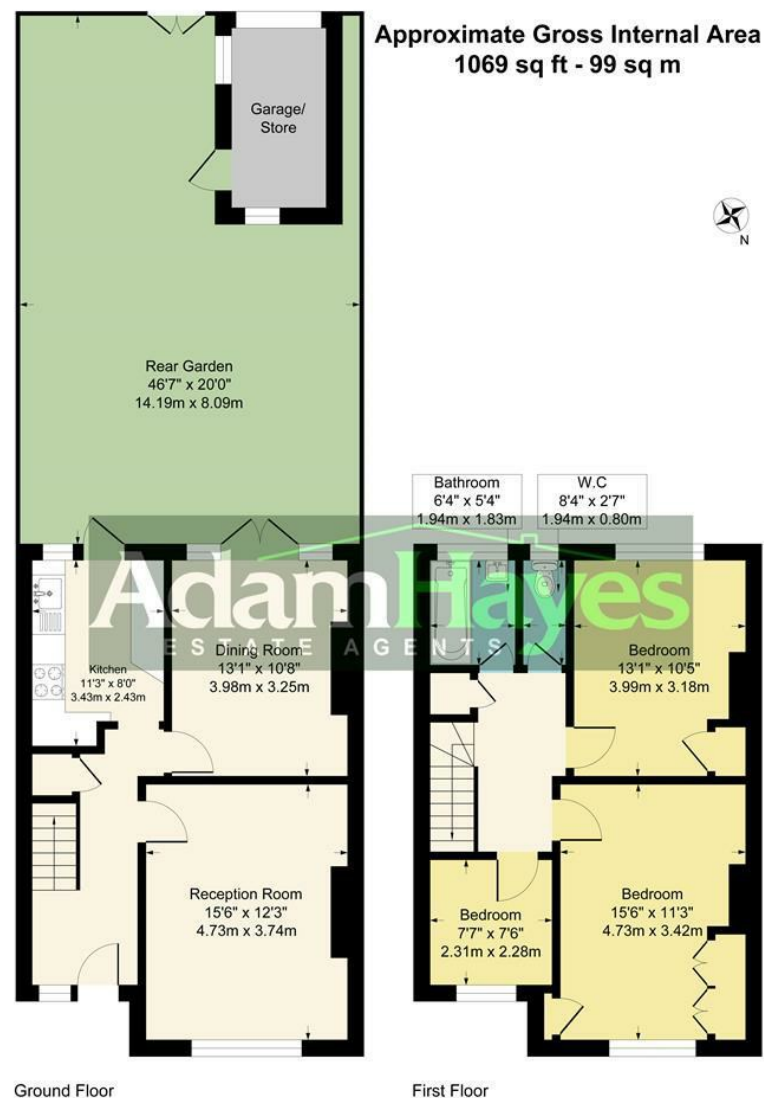 Approximate Gross Internal Area
1069 sq ft - 99 sq m
Garage/
Store
N
Rear Garden
46'7" x 20'0"
14.19m x 8.09m
Bathroom
6'4" x 5'4"
1.94m x 1.83m
W.C
8'4" x 2'7"
1.94m x 0.80m
AdamHayes
ESTATE AGENTS
Kitchen
11'3" x 8'0"
3.43m x 2.43m
Dining Room
13'1" x 10'8"
3.98m x 3.25m
Bedroom
13'1" x 10'5"
3.99m x 3.18m
Reception Room
15'6" x 12'3"
4.73m x 3.74m
Bedroom
7'7" x 7'6"
2.31m x 2.28m
Bedroom
15'6" x 11'3"
4.73m x 3.42m
Ground Floor
First Floor